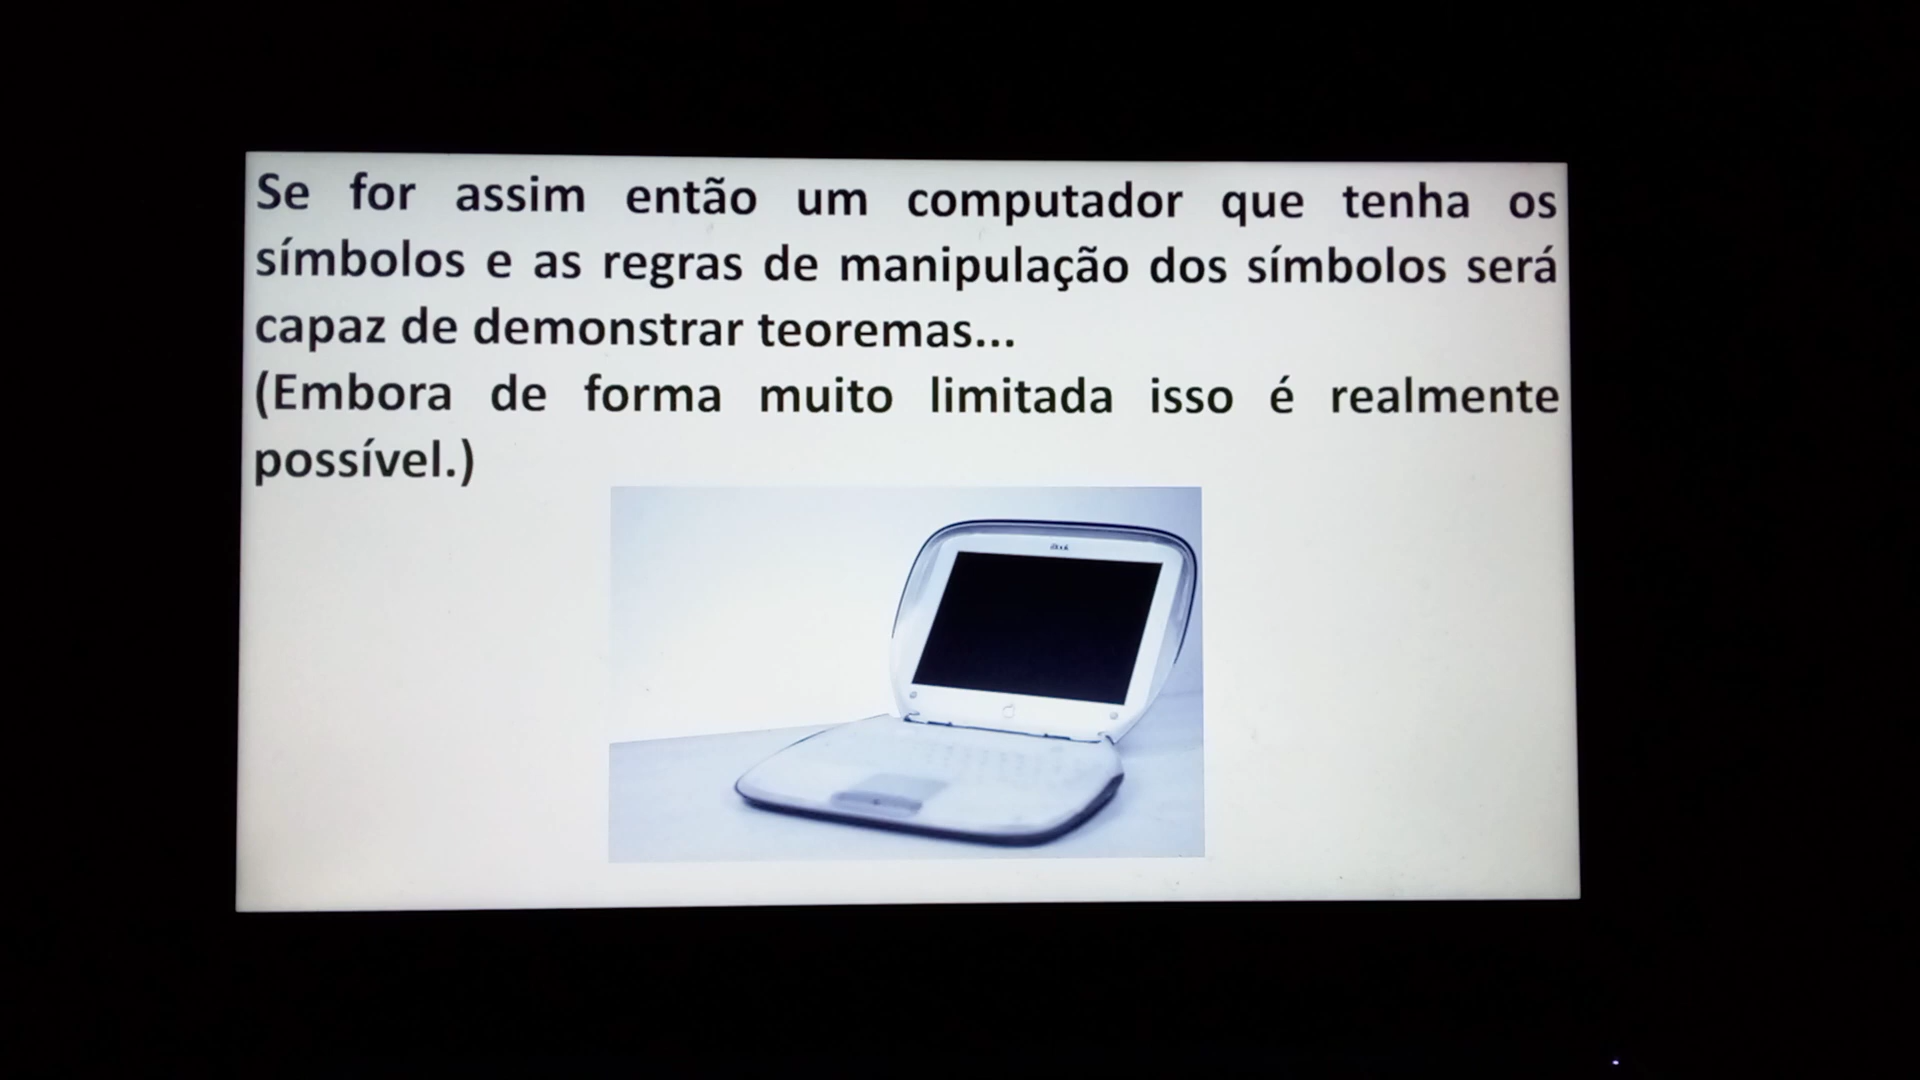 Se for assim então um computador que tenha os
símbolos e as regras de manipulação dos símbolos será
capaz de demonstrar teoremas...
(Embora de forma muito limitada isso é realmente
possível.)